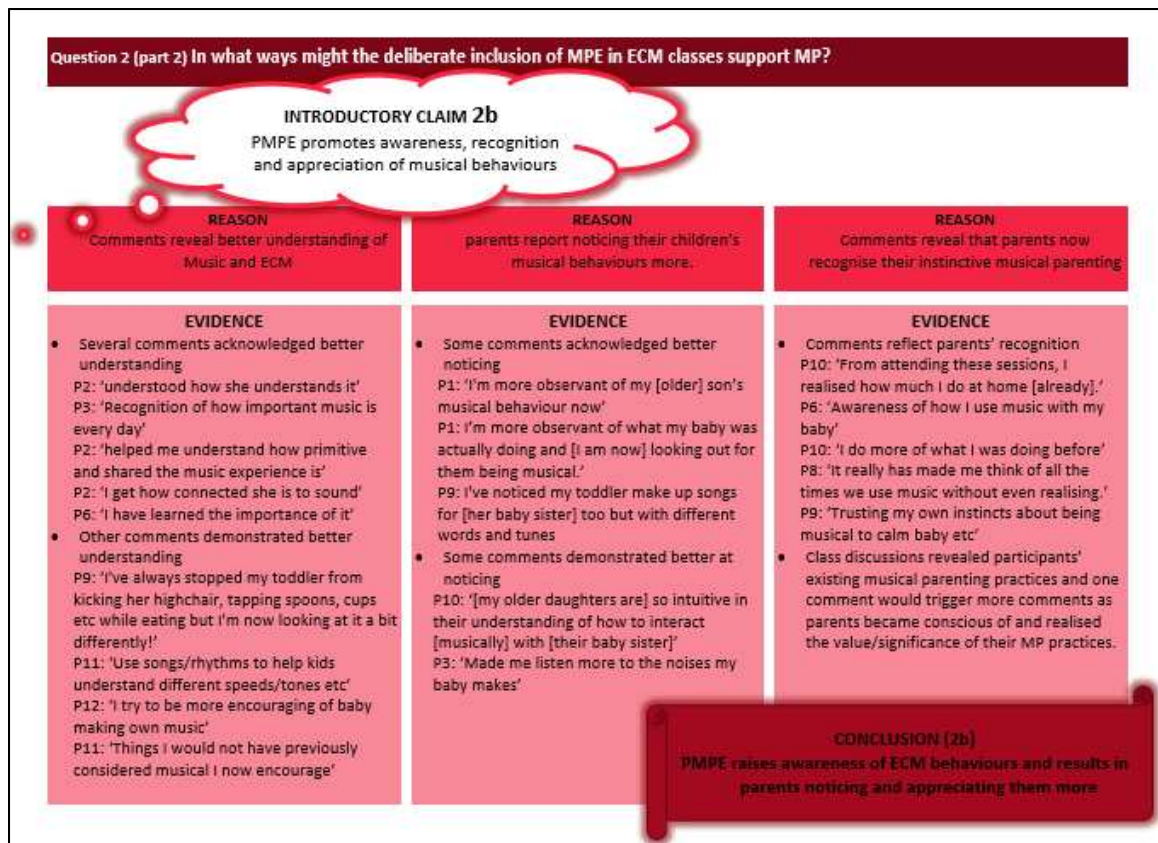 Question 2 (part 2) In what ways might the deliberate inclusion of MPE in ECM classes support MP?
INTRODUCTORY CLAIM 2b
PMPE promotes awareness, recognition
and appreciation of musical behaviours
REASON
Comments reveal better understanding of
Music and ECM
REASON
parents report noticing their children's
musical behaviours more.
REASON
Comments reveal that parents now
recognise their instinctive musical parenting
EVIDENCE
• Several comments acknowledged better
understanding
P2: 'understood how she understands it'
P3: 'Recognition of how important music is
every day'
P2: 'helped me understand how primitive
and shared the music experience is'
P2: 'I get how connected she is to sound'
P6: 'I have learned the importance of it'
• Other comments demonstrated better
understanding
P9: 'I've always stopped my toddler from
kicking her highchair, tapping spoons, cups
etc while eating but I'm now looking at it a bit
differently!'
P11: 'Use songs/rhythms to help kids
understand different speeds/tones etc'
P12: 'I try to be more encouraging of baby
making own music'
P11: 'Things I would not have previously
considered musical I now encourage'
EVIDENCE
• Some comments acknowledged better
noticing
P1: 'I'm more observant of my [older] son's
musical behaviour now'
P1: I'm more observant of what my baby was
actually doing and [I am now] looking out for
them being musical.'
P9: I've noticed my toddler make up songs
for [her baby sister] too but with different
words and tunes
• Some comments demonstrated better at
noticing
P10: '[my older daughters are] so intuitive in
their understanding of how to interact
[musically] with [their baby sister]'
P3: 'Made me listen more to the noises my
baby makes'
EVIDENCE
• Comments reflect parents' recognition
P10: 'From attending these sessions, I
realised how much I do at home [already].'
P6: 'Awareness of how I use music with my
baby'
P10: 'I do more of what I was doing before'
P8: 'It really has made me think of all the
times we use music without even realising.'
P9: 'Trusting my own instincts about being
musical to calm baby etc'
• Class discussions revealed participants'
existing musical parenting practices and one
comment would trigger more comments as
parents became conscious of and realised
the value/significance of their MP practices.
CONCLUSION (2b)
PMPE raises awareness of ECM behaviours and results in
parents noticing and appreciating them more